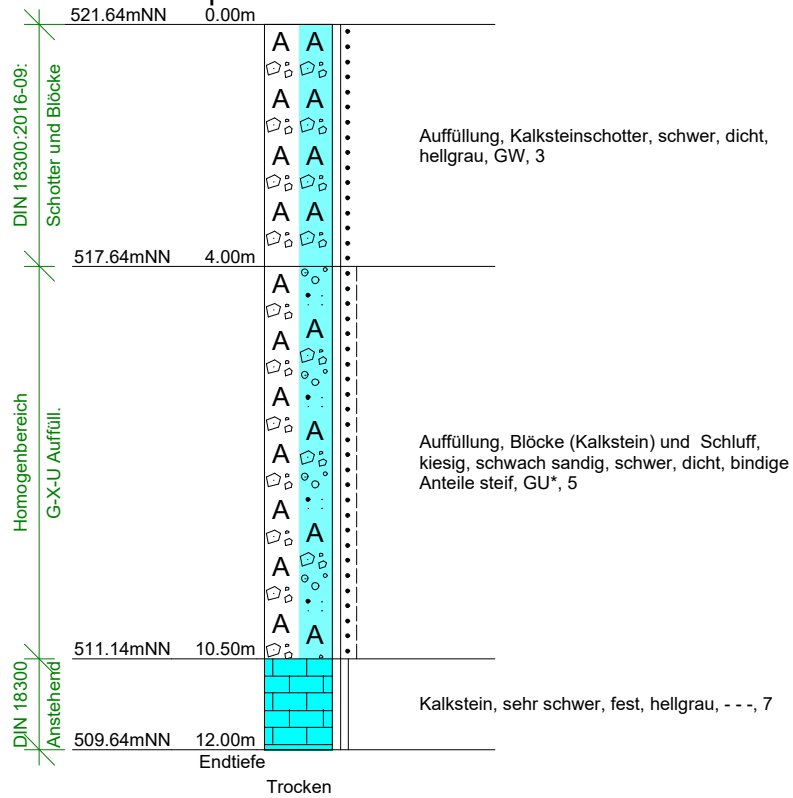 521.64mNN 0.00m
DIN 18300:2016-09:
Schotter und Blöcke
A A
A A
A A
A A
Auffüllung, Kalksteinschotter, schwer, dicht,
hellgrau, GW, 3
517.64mNN 4.00m
Homogenbereich
G-X-U Auffüll.
A
A
A
A
A
A
A
A
A
A
A
Auffüllung, Blöcke (Kalkstein) und Schluff,
kiesig, schwach sandig, schwer, dicht, bindige
Anteile steif, GU*, 5
511.14mNN 10.50m
DIN 18300
Anstehend
Kalkstein, sehr schwer, fest, hellgrau, - - -, 7
509.64mNN 12.00m
Endtiefe
Trocken